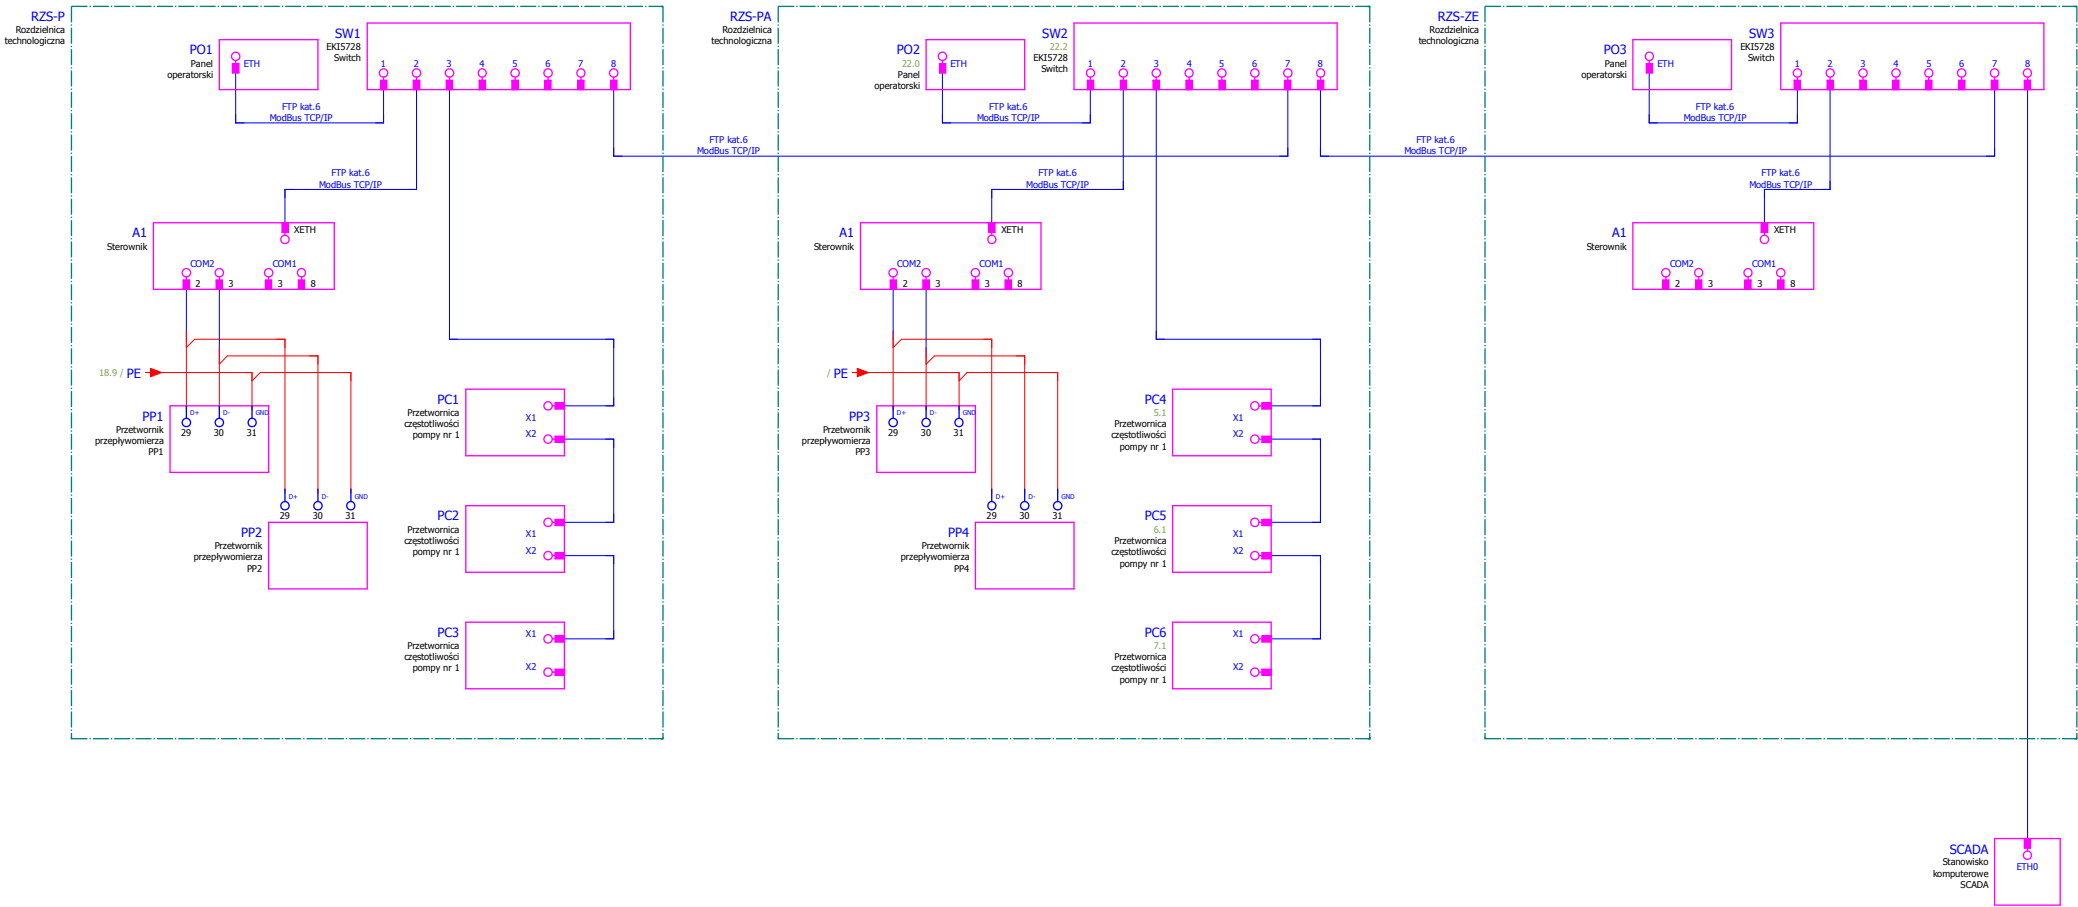 RZS-P
Rozdzielnica
technologiczna
PO1
Panel
operatorski
ETH
SW1
EKI5728
Switch
1 2 3 4 5 6 7 8
FTP kat.6
ModBus TCP/IP
FTP kat.6
ModBus TCP/IP
A1
Sterownik
XETH
COM2 COM1
2 3 3 8
18.9 / PE
PP1
Przetwornik
przepływomierza
PP1
D+ D- GND
29 30 31
PP2
Przetwornik
przepływomierza
PP2
D+ D- GND
29 30 31
PC1
Przetwornica
częstotliwości
pompy nr 1
X1
X2
PC2
Przetwornica
częstotliwości
pompy nr 1
X1
X2
PC3
Przetwornica
częstotliwości
pompy nr 1
X1
X2
FTP kat.6
ModBus TCP/IP
RZS-PA
Rozdzielnica
technologiczna
PO2
22.0
Panel
operatorski
ETH
SW2
22.2
EKI5728
Switch
1 2 3 4 5 6 7 8
FTP kat.6
ModBus TCP/IP
FTP kat.6
ModBus TCP/IP
A1
Sterownik
XETH
COM2 COM1
2 3 3 8
/ PE
PP3
Przetwornik
przepływomierza
PP3
D+ D- GND
29 30 31
PP4
Przetwornik
przepływomierza
PP4
D+ D- GND
29 30 31
PC4
5.1
Przetwornica
częstotliwości
pompy nr 1
X1
X2
PC5
6.1
Przetwornica
częstotliwości
pompy nr 1
X1
X2
PC6
7.1
Przetwornica
częstotliwości
pompy nr 1
X1
X2
FTP kat.6
ModBus TCP/IP
RZS-ZE
Rozdzielnica
technologiczna
PO3
Panel
operatorski
ETH
SW3
EKI5728
Switch
1 2 3 4 5 6 7 8
FTP kat.6
ModBus TCP/IP
FTP kat.6
ModBus TCP/IP
A1
Sterownik
XETH
COM2 COM1
2 3 3 8
SCADA
Stanowisko
komputerowe
SCADA
ETH0